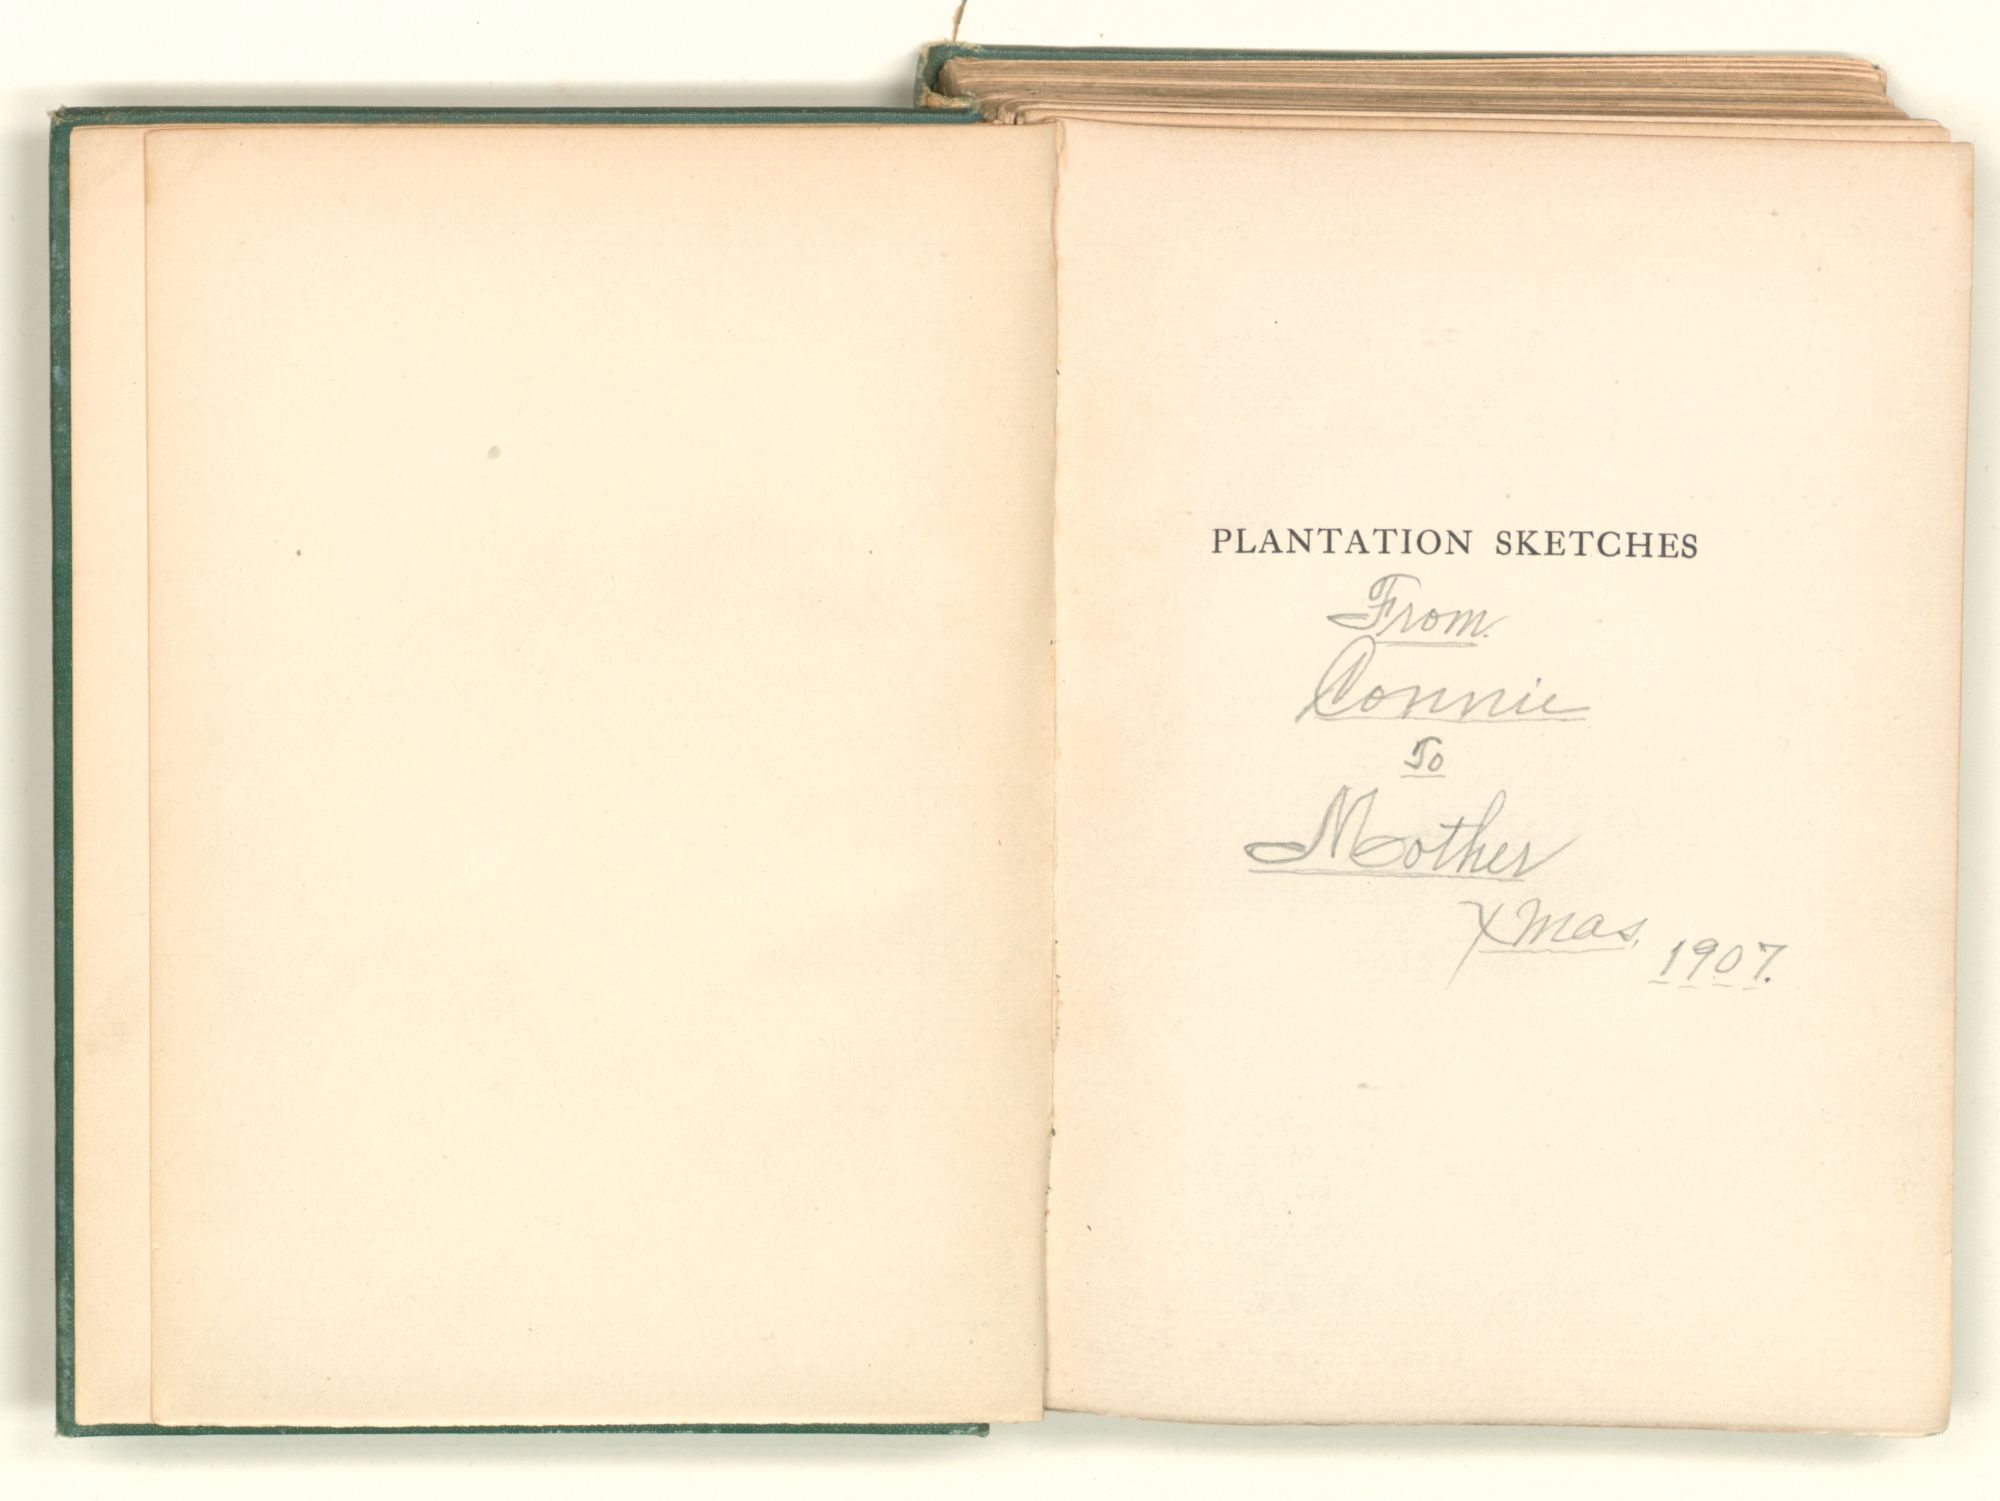 PLANTATION SKETCHES
From
Connie
To
Mother
XMas, 1907.